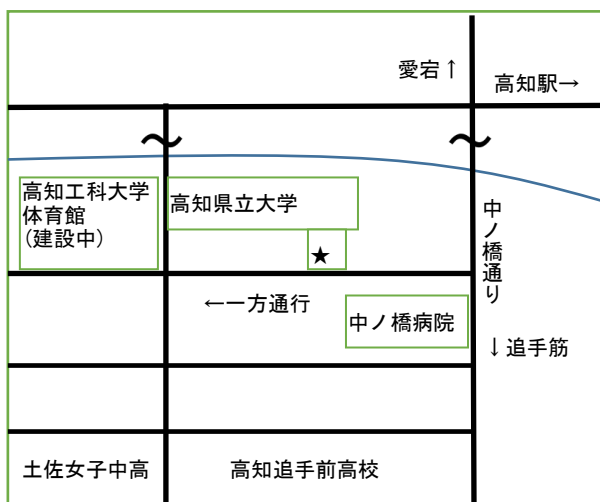 愛宕↑
高知駅→
高知工科大学
体育館
(建設中)
高知県立大学
★
中ノ橋通り
←一方通行
中ノ橋病院
↓追手筋
土佐女子中高
高知追手前高校